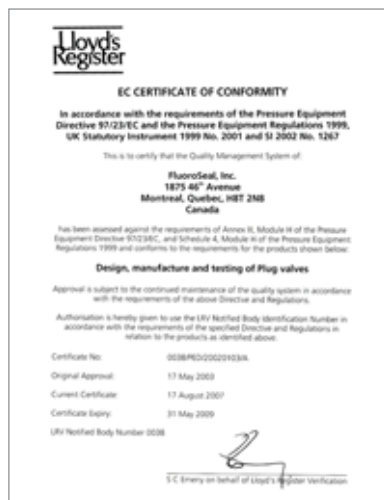 Lloyd's
Register
EC CERTIFICATE OF CONFORMITY
In accordance with the requirements of the Pressure Equipment
Directive 97/23/EC and the Pressure Equipment Regulations 1999,
UK Statutory Instrument 1999 No. 2001 and SI 2002 No. 1267
This is to certify that the Quality Management System of:
FluoroSeal, Inc.
1875 46th Avenue
Montreal, Quebec, H8T 2N8
Canada
has been assessed against the requirements of Annex III, Module H of the Pressure
Equipment Directive 97/23/EC, and Schedule 4, Module H of the Pressure Equipment
Regulations 1999 and conforms to the requirements for the products shown below:
Design, manufacture and testing of Plug valves
Approval is subject to the continued maintenance of the quality system in accordance
with the requirements of the above Directive and Regulations.
Authorisation is hereby given to use the LRV Notified Body Identification Number in
accordance with the requirements of the specified Directive and Regulations in
relation to the products as identified above.
Certificate No: 0038/PED/20020103/A
Original Approval: 17 May 2003
Current Certificate: 17 August 2007
Certificate Expiry: 31 May 2009
LRV Notified Body Number 0038
S C Emery on behalf of Lloyd's Register Verification